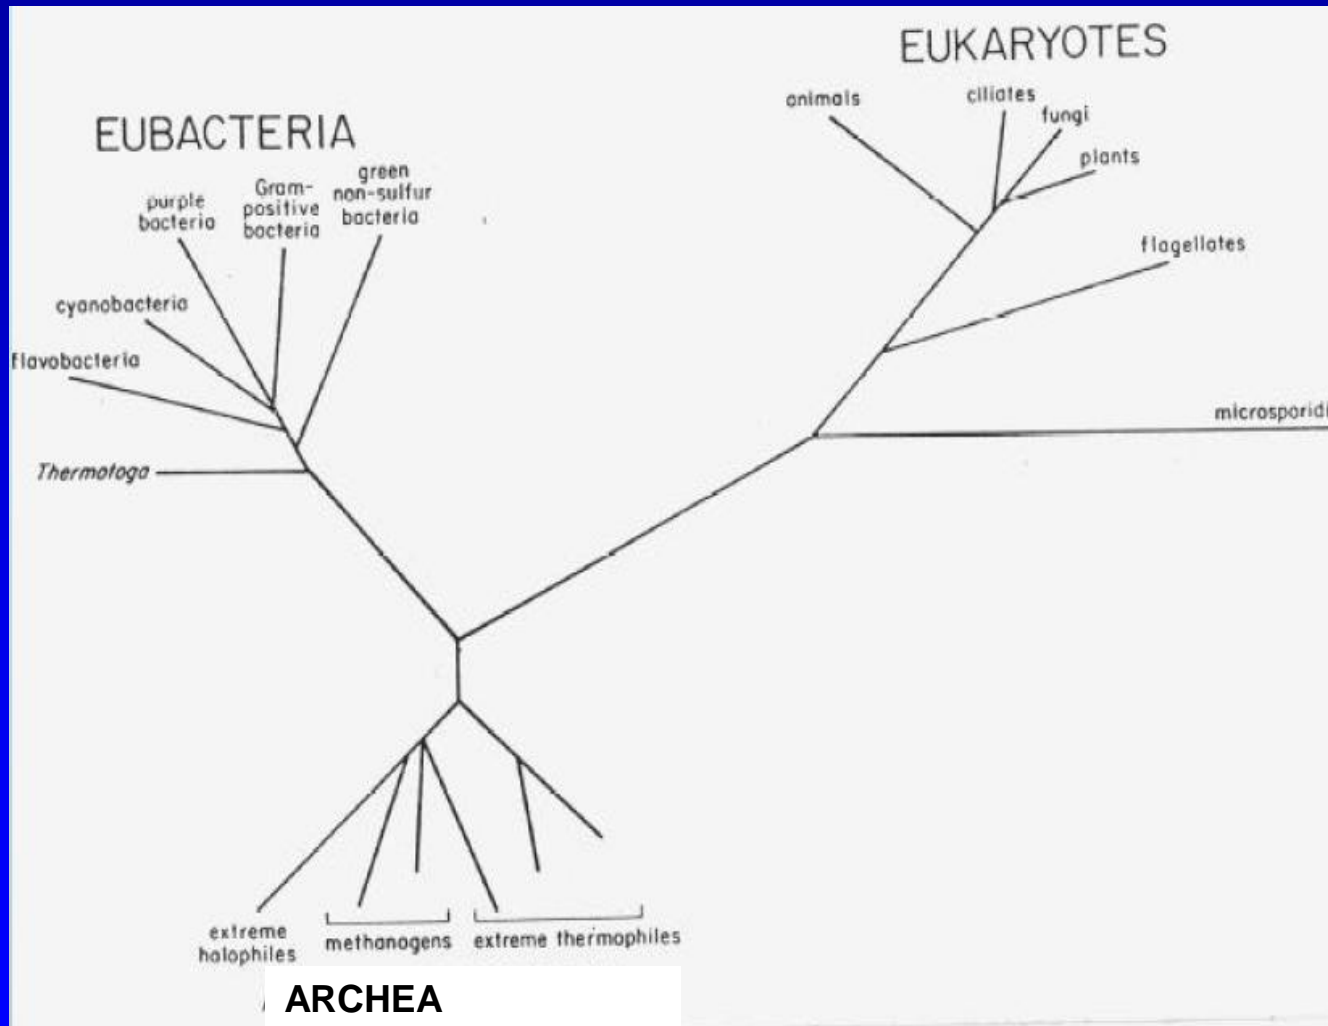 EUKARYOTES
animals
ciliates
fungi
plants
flagellates
microsporidi
EUBACTERIA
green
non-sulfur
bacteria
Gram-
positive
bacteria
purple
bacteria
cyanobacteria
flavobacteria
Thermotoga
extreme
halophiles
methanogens
extreme thermophiles
ARCHEA